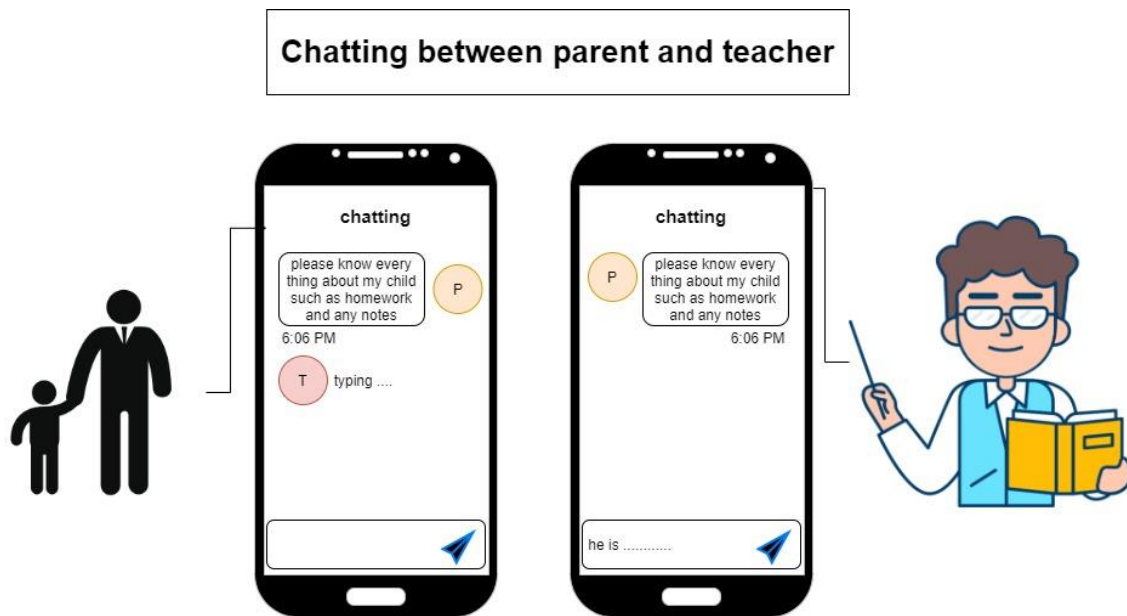 Chatting between parent and teacher
chatting
please know every
thing about my child
such as homework
and any notes
P
6:06 PM
T
typing ....
chatting
P
please know every
thing about my child
such as homework
and any notes
6:06 PM
he is ............